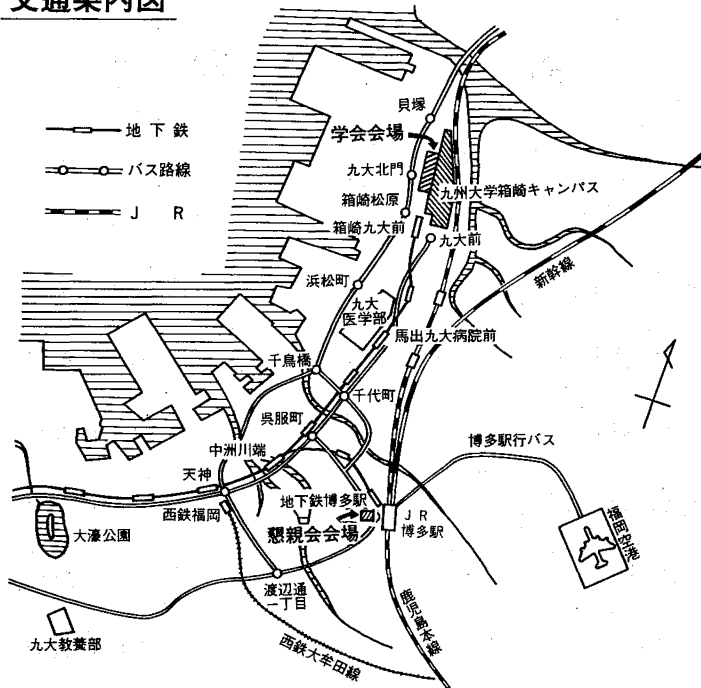 交通案内図
地下鉄
バス路線
ＪＲ
貝塚
学会会場
九大北門
九州大学箱崎キャンパス
箱崎松原
箱崎九大前
九大前
新幹線
浜松町
九大
医学部
馬出九大病院前
千鳥橋
千代町
呉服町
中洲川端
博多駅行バス
天神
地下鉄博多駅
西鉄福岡
ＪＲ
博多駅
懇親会会場
福岡空港
大濠公園
渡辺通
一丁目
鹿児島本線
九大教養部
西鉄大牟田線